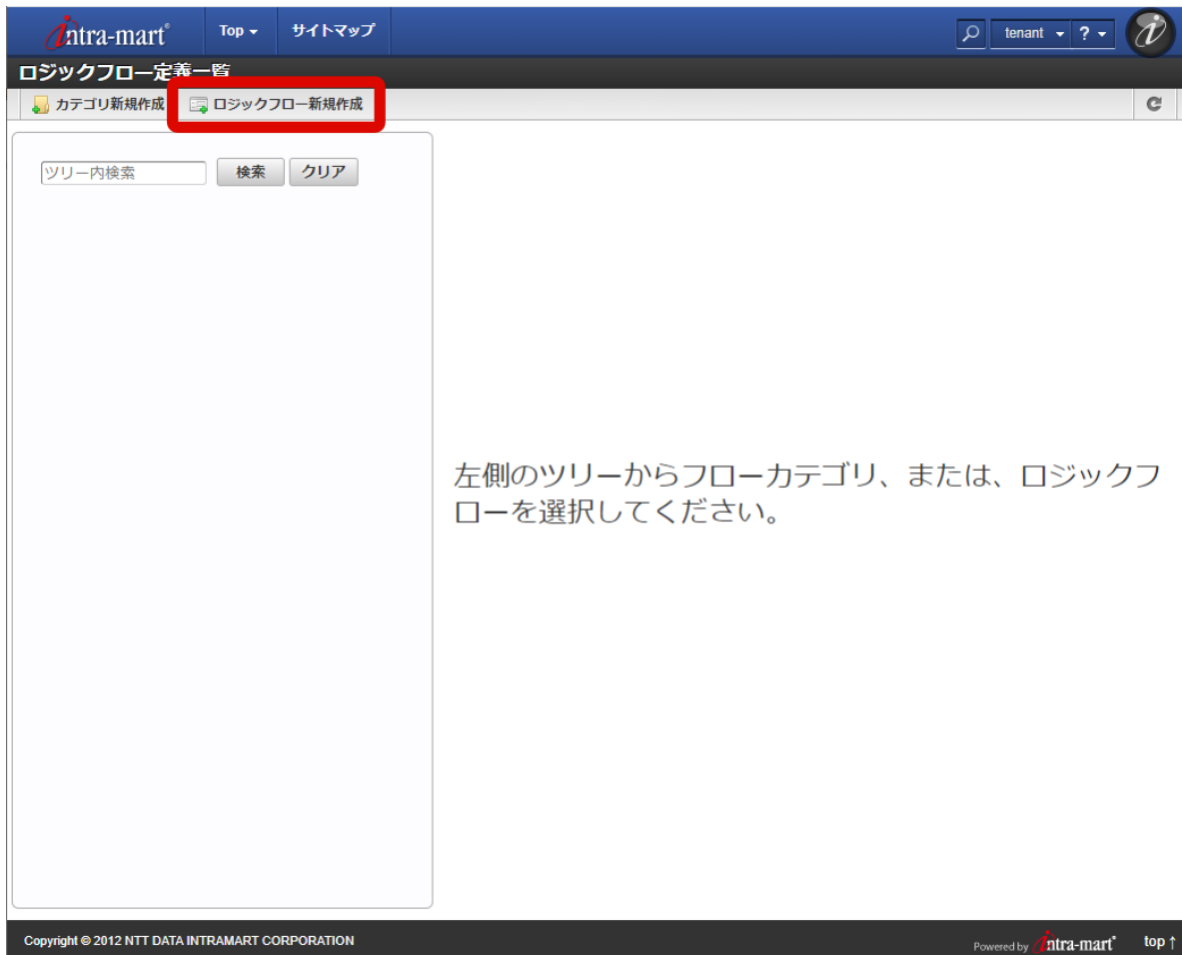 intra-mart® Top サイトマップ tenant ?
ロジックフロー定義一覧
カテゴリ新規作成 ロジックフロー新規作成
ツリー内検索 検索 クリア
左側のツリーからフローカテゴリ、または、ロジックフ
ローを選択してください。
Copyright © 2012 NTT DATA INTRAMART CORPORATION Powered by intra-mart® top ↑